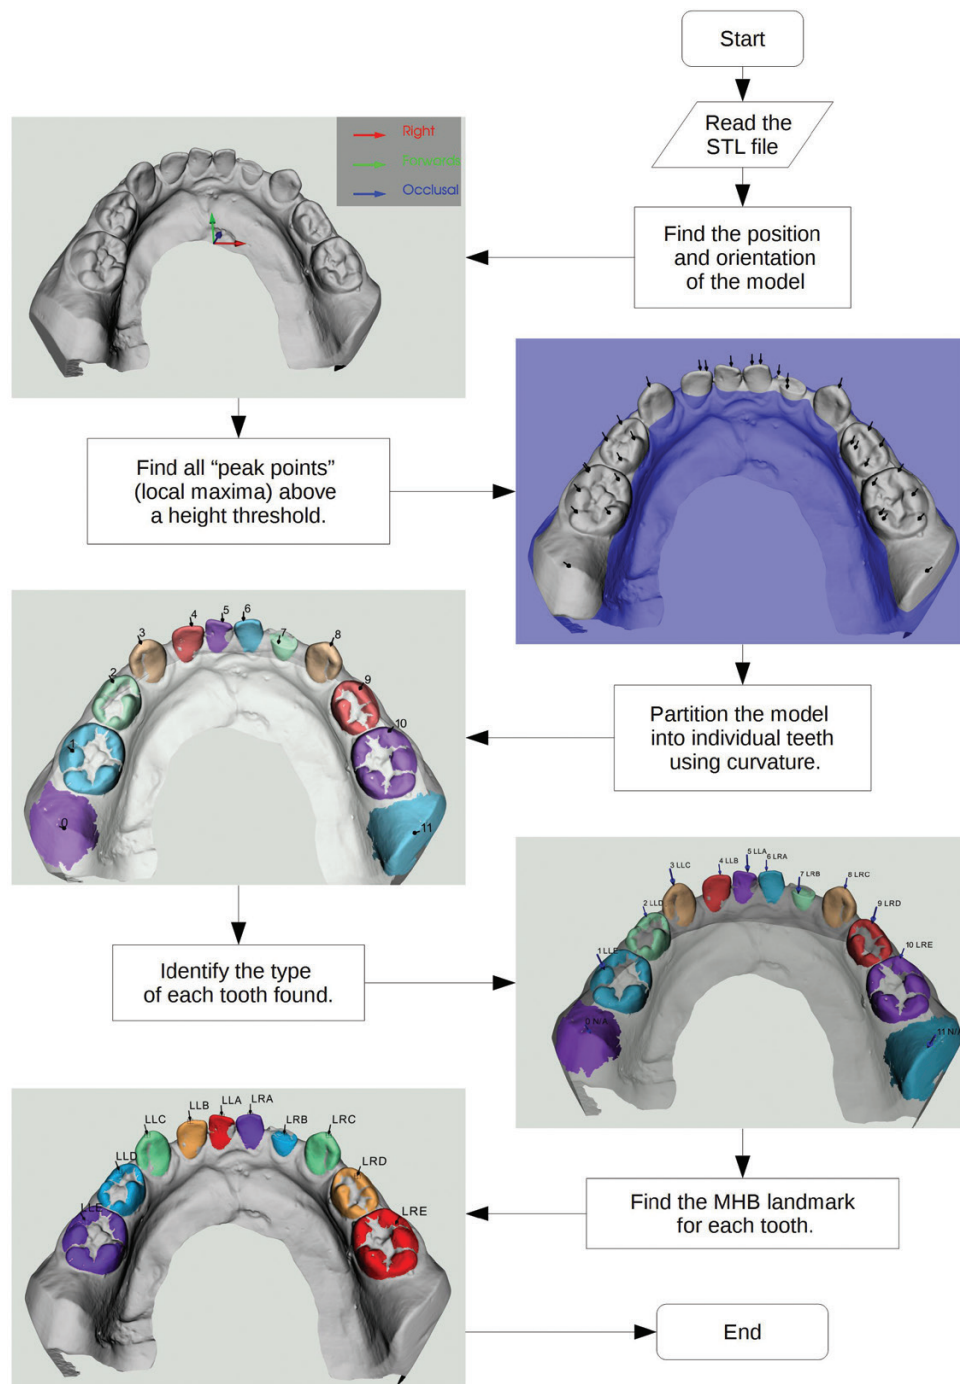 Start
Read the
STL file
Right
Forwards
Occlusal
Find the position
and orientation
of the model
Find all “peak points”
(local maxima) above
a height threshold.
3
4
5
6
7
8
2
9
1
10
0
11
Partition the model
into individual teeth
using curvature.
Identify the type
of each tooth found.
3 LLC
4 LLB
5 LLA
6 LRA
7 LRB
8 LRC
2 LLD
9 LRD
1 LLE
10 LRE
0 N/A
11 N/A
LLC
LLB
LLA
LRA
LRB
LRC
LLD
LRD
LLE
LRE
Find the MHB landmark
for each tooth.
End